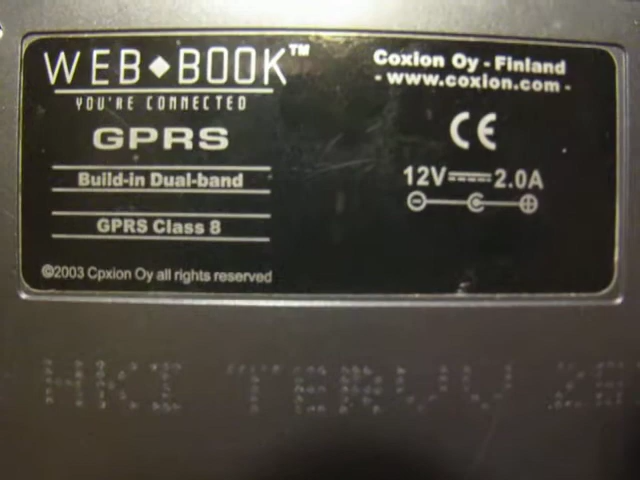 WEB◆BOOK™
YOU'RE CONNECTED
GPRS
Build-in Dual-band
GPRS Class 8
©2003 Cpxion Oy all rights reserved
Coxion Oy - Finland
- www.coxion.com -
CE
12V 2.0A